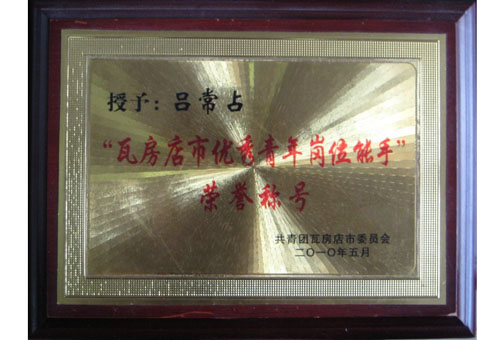 授予：吕常占
“瓦房店市优秀青年岗位能手”
荣誉称号
共青团瓦房店市委员会
二〇一〇年五月